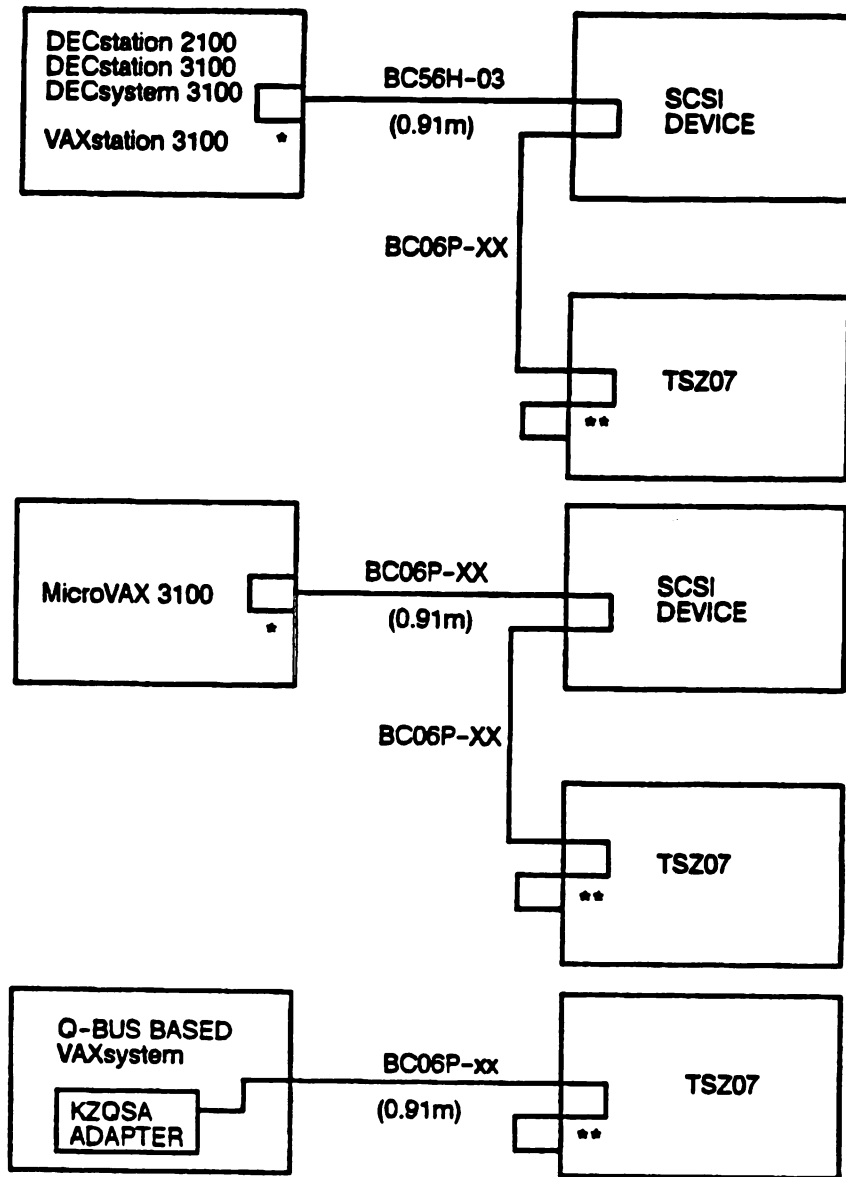 DECstation 2100
DECstation 3100
DECsystem 3100
VAXstation 3100
*
BC56H-03
(0.91m)
SCSI
DEVICE
BC06P-XX
TSZ07
**
MicroVAX 3100
*
BC06P-XX
(0.91m)
SCSI
DEVICE
BC06P-XX
TSZ07
**
Q-BUS BASED
VAXsystem
KZQSA
ADAPTER
BC06P-xx
(0.91m)
TSZ07
**